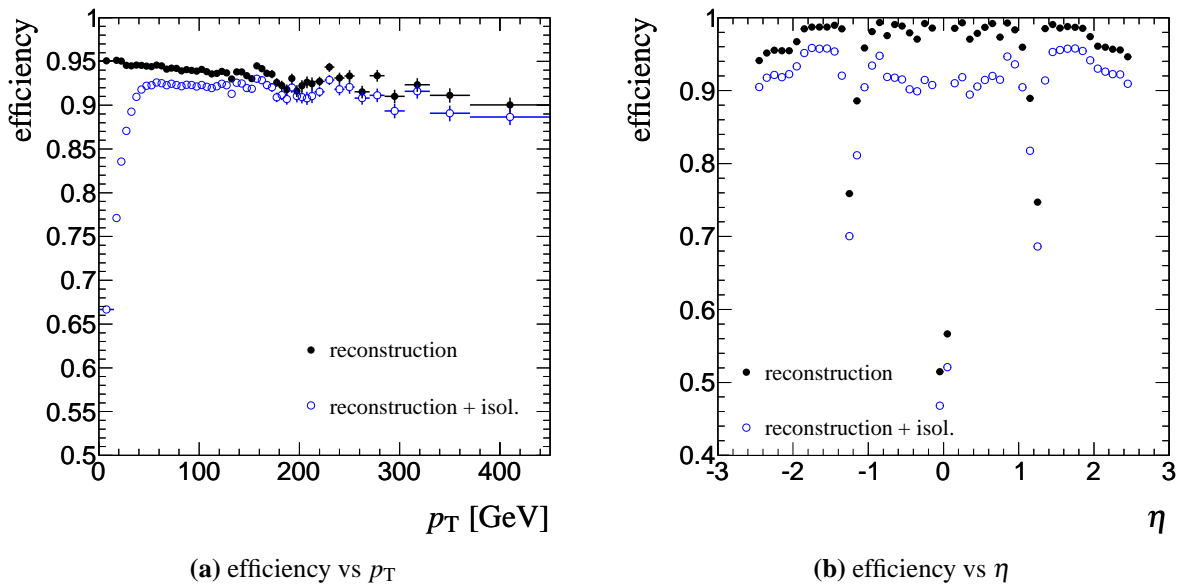 efficiency
1
0.95
0.9
0.85
0.8
0.75
0.7
0.65
0.6
0.55
0.5
reconstruction
reconstruction + isol.
0 100 200 300 400
p_T [GeV]
(a) efficiency vs p_T
efficiency
1
0.9
0.8
0.7
0.6
0.5
0.4
reconstruction
reconstruction + isol.
−3 −2 −1 0 1 2 3
η
(b) efficiency vs η